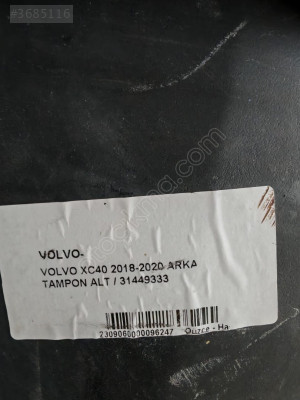 #3685116
VOLVO-
VOLVO XC40 2018-2020 ARKA
TAMPON ALT / 31449333
2309060000096247